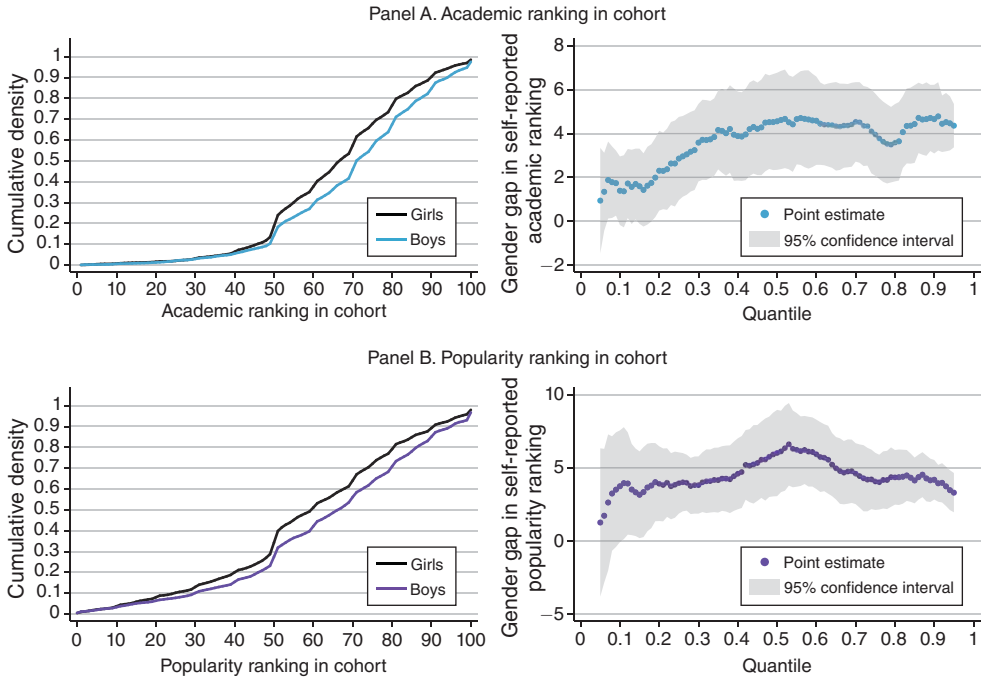 Panel A. Academic ranking in cohort
Cumulative density
1
0.9
0.8
0.7
0.6
0.5
0.4
0.3
0.2
0.1
0
Girls
Boys
0 10 20 30 40 50 60 70 80 90 100
Academic ranking in cohort
Gender gap in self-reported
academic ranking
8
6
4
2
0
−2
Point estimate
95% confidence interval
0 0.1 0.2 0.3 0.4 0.5 0.6 0.7 0.8 0.9 1
Quantile
Panel B. Popularity ranking in cohort
Cumulative density
1
0.9
0.8
0.7
0.6
0.5
0.4
0.3
0.2
0.1
0
Girls
Boys
0 10 20 30 40 50 60 70 80 90 100
Popularity ranking in cohort
Gender gap in self-reported
popularity ranking
10
5
0
−5
Point estimate
95% confidence interval
0 0.1 0.2 0.3 0.4 0.5 0.6 0.7 0.8 0.9 1
Quantile